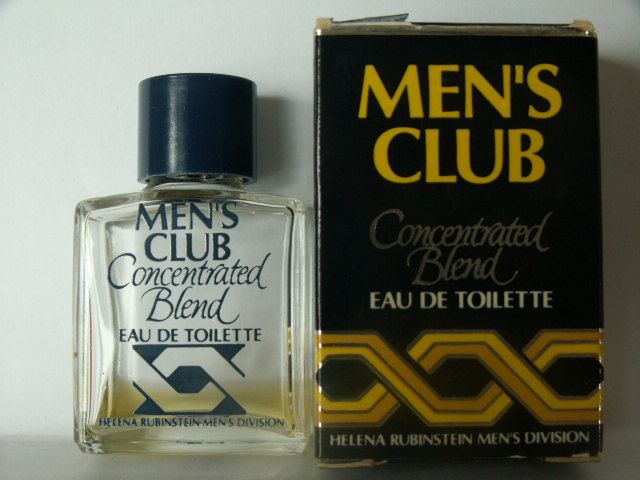 MEN'S
CLUB
Concentrated
Blend
EAU DE TOILETTE
HELENA RUBINSTEIN MEN'S DIVISION
MEN'S
CLUB
Concentrated
Blend
EAU DE TOILETTE
HELENA RUBINSTEIN MEN'S DIVISION